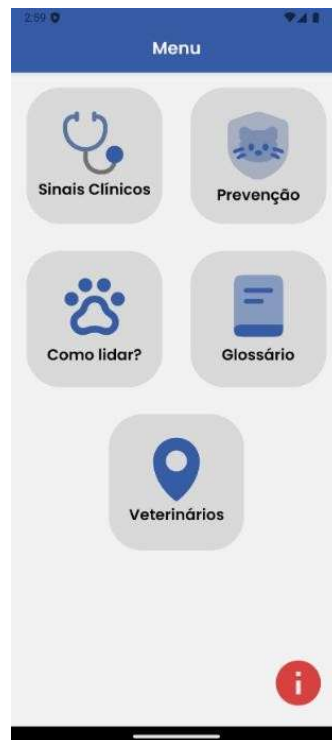 2:59
Menu
Sinais Clínicos
Prevenção
Como lidar?
Glossário
Veterinários
i